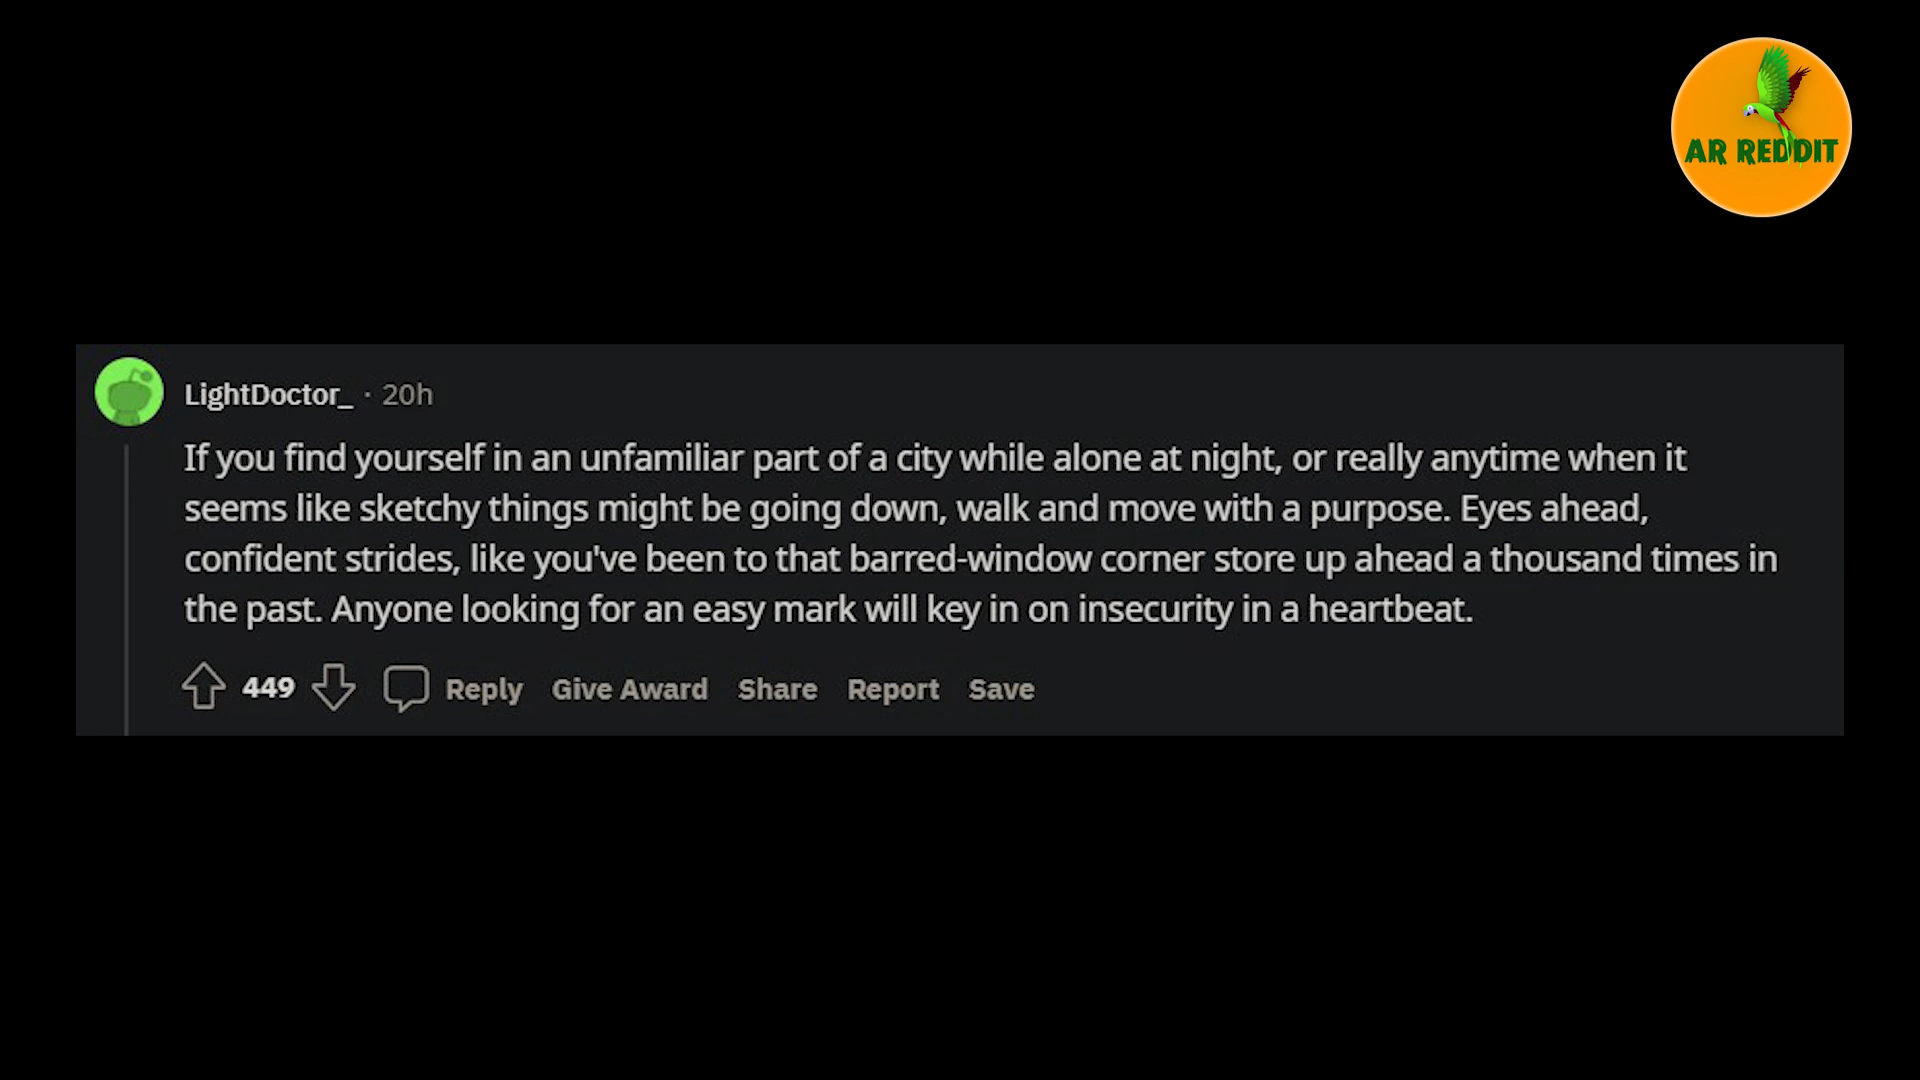 AR REDDIT
LightDoctor_ · 20h
If you find yourself in an unfamiliar part of a city while alone at night, or really anytime when it
seems like sketchy things might be going down, walk and move with a purpose. Eyes ahead,
confident strides, like you've been to that barred-window corner store up ahead a thousand times in
the past. Anyone looking for an easy mark will key in on insecurity in a heartbeat.
449 Reply Give Award Share Report Save